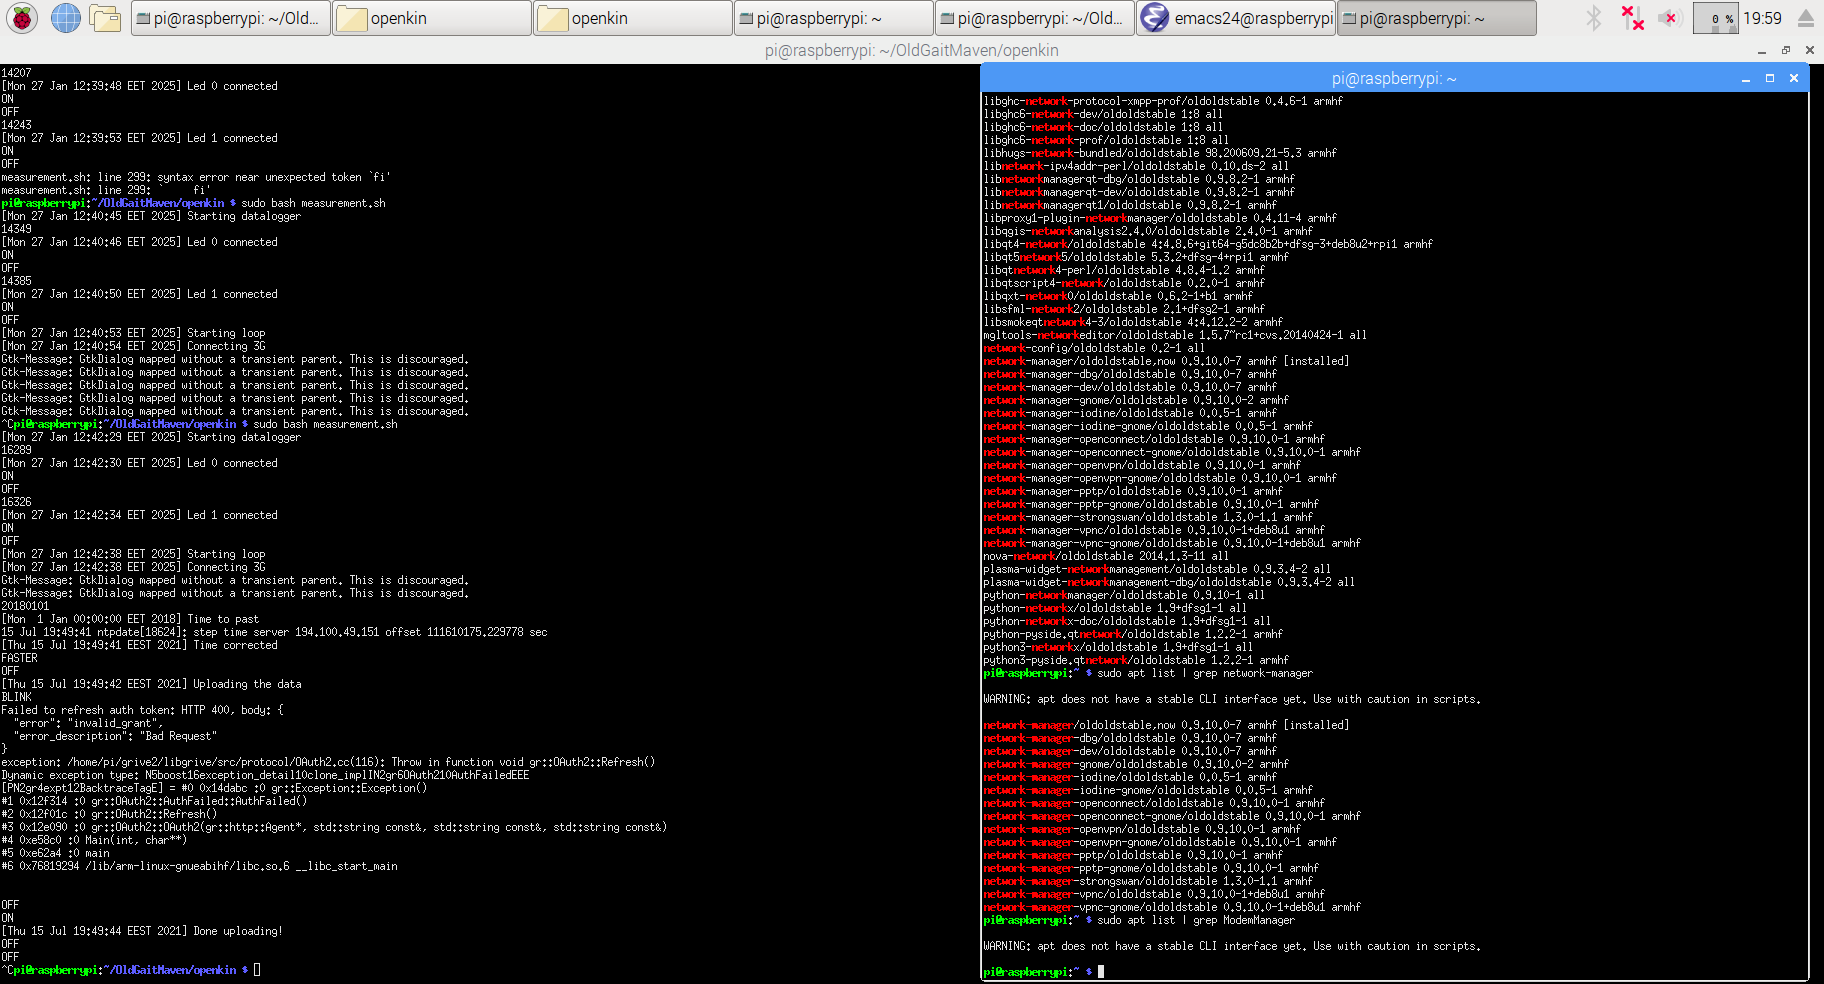 pi@raspberrypi: ~/Old...
openkin
openkin
pi@raspberrypi: ~
pi@raspberrypi: ~/Old...
emacs24@raspberrypi
pi@raspberrypi: ~
0 %
19:59
pi@raspberrypi: ~/OldGaitMaven/openkin
14207
[Mon 27 Jan 12:39:48 EET 2025] Led 0 connected
ON
OFF
14243
[Mon 27 Jan 12:39:53 EET 2025] Led 1 connected
ON
OFF
measurement.sh: line 299: syntax error near unexpected token `fi'
measurement.sh: line 299: `     fi'
pi@raspberrypi:~/OldGaitMaven/openkin $ sudo bash measurement.sh
[Mon 27 Jan 12:40:45 EET 2025] Starting datalogger
14349
[Mon 27 Jan 12:40:46 EET 2025] Led 0 connected
ON
OFF
14385
[Mon 27 Jan 12:40:50 EET 2025] Led 1 connected
ON
OFF
[Mon 27 Jan 12:40:53 EET 2025] Starting loop
[Mon 27 Jan 12:40:54 EET 2025] Connecting 3G
Gtk-Message: GtkDialog mapped without a transient parent. This is discouraged.
Gtk-Message: GtkDialog mapped without a transient parent. This is discouraged.
Gtk-Message: GtkDialog mapped without a transient parent. This is discouraged.
Gtk-Message: GtkDialog mapped without a transient parent. This is discouraged.
Gtk-Message: GtkDialog mapped without a transient parent. This is discouraged.
^Cpi@raspberrypi:~/OldGaitMaven/openkin $ sudo bash measurement.sh
[Mon 27 Jan 12:42:29 EET 2025] Starting datalogger
16289
[Mon 27 Jan 12:42:30 EET 2025] Led 0 connected
ON
OFF
16326
[Mon 27 Jan 12:42:34 EET 2025] Led 1 connected
ON
OFF
[Mon 27 Jan 12:42:38 EET 2025] Starting loop
[Mon 27 Jan 12:42:38 EET 2025] Connecting 3G
Gtk-Message: GtkDialog mapped without a transient parent. This is discouraged.
Gtk-Message: GtkDialog mapped without a transient parent. This is discouraged.
20180101
[Mon  1 Jan 00:00:00 EET 2018] Time to past
15 Jul 19:49:41 ntpdate[18624]: step time server 194.100.49.151 offset 111610175.229778 sec
[Thu 15 Jul 19:49:41 EEST 2021] Time corrected
FASTER
OFF
[Thu 15 Jul 19:49:42 EEST 2021] Uploading the data
BLINK
Failed to refresh auth token: HTTP 400, body: {
  "error": "invalid_grant",
  "error_description": "Bad Request"
}
exception: /home/pi/grive2/libgrive/src/protocol/OAuth2.cc(116): Throw in function void gr::OAuth2::Refresh()
Dynamic exception type: N5boost16exception_detail10clone_implIN2gr6OAuth210AuthFailedEEE
[PN2gr4expt12BacktraceTagE] = #0 0x14dabc :0 gr::Exception::Exception()
#1 0x12f314 :0 gr::OAuth2::AuthFailed::AuthFailed()
#2 0x12f01c :0 gr::OAuth2::Refresh()
#3 0x12e090 :0 gr::OAuth2::OAuth2(gr::http::Agent*, std::string const&, std::string const&, std::string const&)
#4 0xe58c0 :0 Main(int, char**)
#5 0xe62a4 :0 main
#6 0x76819294 /lib/arm-linux-gnueabihf/libc.so.6 __libc_start_main
OFF
ON
[Thu 15 Jul 19:49:44 EEST 2021] Done uploading!
OFF
OFF
^Cpi@raspberrypi:~/OldGaitMaven/openkin $
pi@raspberrypi: ~
libghc-network-protocol-xmpp-prof/oldoldstable 0.4.6-1 armhf
libghc6-network-dev/oldoldstable 1:8 all
libghc6-network-doc/oldoldstable 1:8 all
libghc6-network-prof/oldoldstable 1:8 all
libhugs-network-bundled/oldoldstable 98.200609.21-5.3 armhf
libnetwork-ipv4addr-perl/oldoldstable 0.10.ds-2 all
libnetworkmanagerqt-dbg/oldoldstable 0.9.8.2-1 armhf
libnetworkmanagerqt-dev/oldoldstable 0.9.8.2-1 armhf
libnetworkmanagerqt1/oldoldstable 0.9.8.2-1 armhf
libproxy1-plugin-networkmanager/oldoldstable 0.4.11-4 armhf
libqgis-networkanalysis2.4.0/oldoldstable 2.4.0-1 armhf
libqt4-network/oldoldstable 4:4.8.6+git64-g5dc8b2b+dfsg-3+deb8u2+rpi1 armhf
libqt5network5/oldoldstable 5.3.2+dfsg-4+rpi1 armhf
libqtnetwork4-perl/oldoldstable 4.8.4-1.2 armhf
libqtscript4-network/oldoldstable 0.2.0-1 armhf
libqxt-network0/oldoldstable 0.6.2-1+b1 armhf
libsfml-network2/oldoldstable 2.1+dfsg2-1 armhf
libsmokeqtnetwork4-3/oldoldstable 4:4.12.2-2 armhf
mgltools-networkeditor/oldoldstable 1.5.7~rc1+cvs.20140424-1 all
network-config/oldoldstable 0.2-1 all
network-manager/oldoldstable,now 0.9.10.0-7 armhf [installed]
network-manager-dbg/oldoldstable 0.9.10.0-7 armhf
network-manager-dev/oldoldstable 0.9.10.0-7 armhf
network-manager-gnome/oldoldstable 0.9.10.0-2 armhf
network-manager-iodine/oldoldstable 0.0.5-1 armhf
network-manager-iodine-gnome/oldoldstable 0.0.5-1 armhf
network-manager-openconnect/oldoldstable 0.9.10.0-1 armhf
network-manager-openconnect-gnome/oldoldstable 0.9.10.0-1 armhf
network-manager-openvpn/oldoldstable 0.9.10.0-1 armhf
network-manager-openvpn-gnome/oldoldstable 0.9.10.0-1 armhf
network-manager-pptp/oldoldstable 0.9.10.0-1 armhf
network-manager-pptp-gnome/oldoldstable 0.9.10.0-1 armhf
network-manager-strongswan/oldoldstable 1.3.0-1.1 armhf
network-manager-vpnc/oldoldstable 0.9.10.0-1+deb8u1 armhf
network-manager-vpnc-gnome/oldoldstable 0.9.10.0-1+deb8u1 armhf
nova-network/oldoldstable 2014.1.3-11 all
plasma-widget-networkmanagement/oldoldstable 0.9.3.4-2 all
plasma-widget-networkmanagement-dbg/oldoldstable 0.9.3.4-2 all
python-networkmanager/oldoldstable 0.9.10-1 all
python-networkx/oldoldstable 1.9+dfsg1-1 all
python-networkx-doc/oldoldstable 1.9+dfsg1-1 all
python-pyside.qtnetwork/oldoldstable 1.2.2-1 armhf
python3-networkx/oldoldstable 1.9+dfsg1-1 all
python3-pyside.qtnetwork/oldoldstable 1.2.2-1 armhf
pi@raspberrypi:~ $ sudo apt list | grep network-manager
WARNING: apt does not have a stable CLI interface yet. Use with caution in scripts.
network-manager/oldoldstable,now 0.9.10.0-7 armhf [installed]
network-manager-dbg/oldoldstable 0.9.10.0-7 armhf
network-manager-dev/oldoldstable 0.9.10.0-7 armhf
network-manager-gnome/oldoldstable 0.9.10.0-2 armhf
network-manager-iodine/oldoldstable 0.0.5-1 armhf
network-manager-iodine-gnome/oldoldstable 0.0.5-1 armhf
network-manager-openconnect/oldoldstable 0.9.10.0-1 armhf
network-manager-openconnect-gnome/oldoldstable 0.9.10.0-1 armhf
network-manager-openvpn/oldoldstable 0.9.10.0-1 armhf
network-manager-openvpn-gnome/oldoldstable 0.9.10.0-1 armhf
network-manager-pptp/oldoldstable 0.9.10.0-1 armhf
network-manager-pptp-gnome/oldoldstable 0.9.10.0-1 armhf
network-manager-strongswan/oldoldstable 1.3.0-1.1 armhf
network-manager-vpnc/oldoldstable 0.9.10.0-1+deb8u1 armhf
network-manager-vpnc-gnome/oldoldstable 0.9.10.0-1+deb8u1 armhf
pi@raspberrypi:~ $ sudo apt list | grep ModemManager
WARNING: apt does not have a stable CLI interface yet. Use with caution in scripts.
pi@raspberrypi:~ $